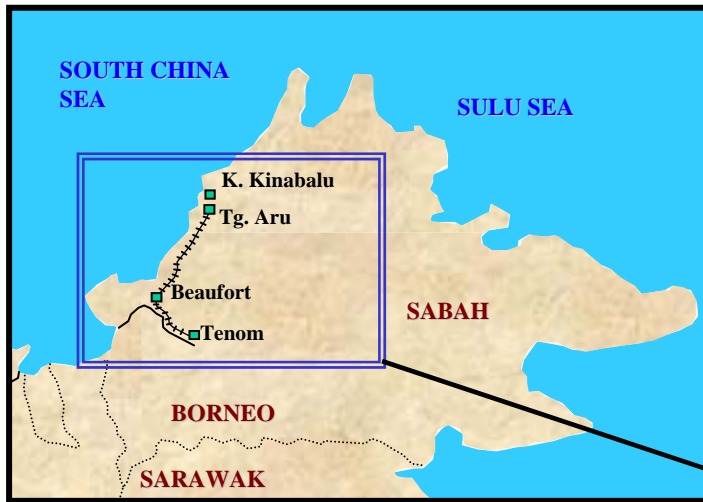 SOUTH CHINA
SEA
SULU SEA
K. Kinabalu
Tg. Aru
Beaufort
SABAH
Tenom
BORNEO
SARAWAK